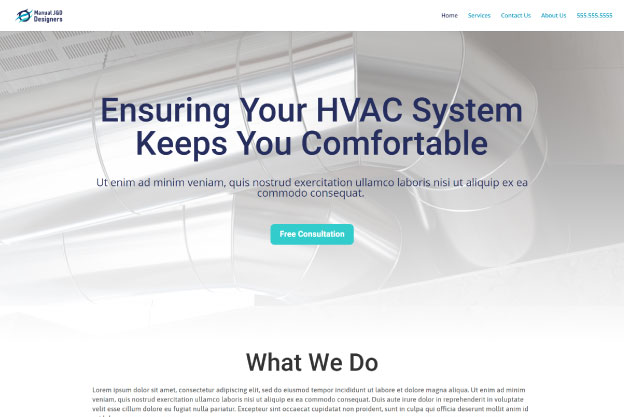 Manual J&D
Designers
Home Services Contact Us About Us 555.555.5555
Ensuring Your HVAC System
Keeps You Comfortable
Ut enim ad minim veniam, quis nostrud exercitation ullamco laboris nisi ut aliquip ex ea
commodo consequat.
Free Consultation
What We Do
Lorem ipsum dolor sit amet, consectetur adipiscing elit, sed do eiusmod tempor incididunt ut labore et dolore magna aliqua. Ut enim ad minim
veniam, quis nostrud exercitation ullamco laboris nisi ut aliquip ex ea commodo consequat. Duis aute irure dolor in reprehenderit in voluptate
velit esse cillum dolore eu fugiat nulla pariatur. Excepteur sint occaecat cupidatat non proident, sunt in culpa qui officia deserunt mollit anim id